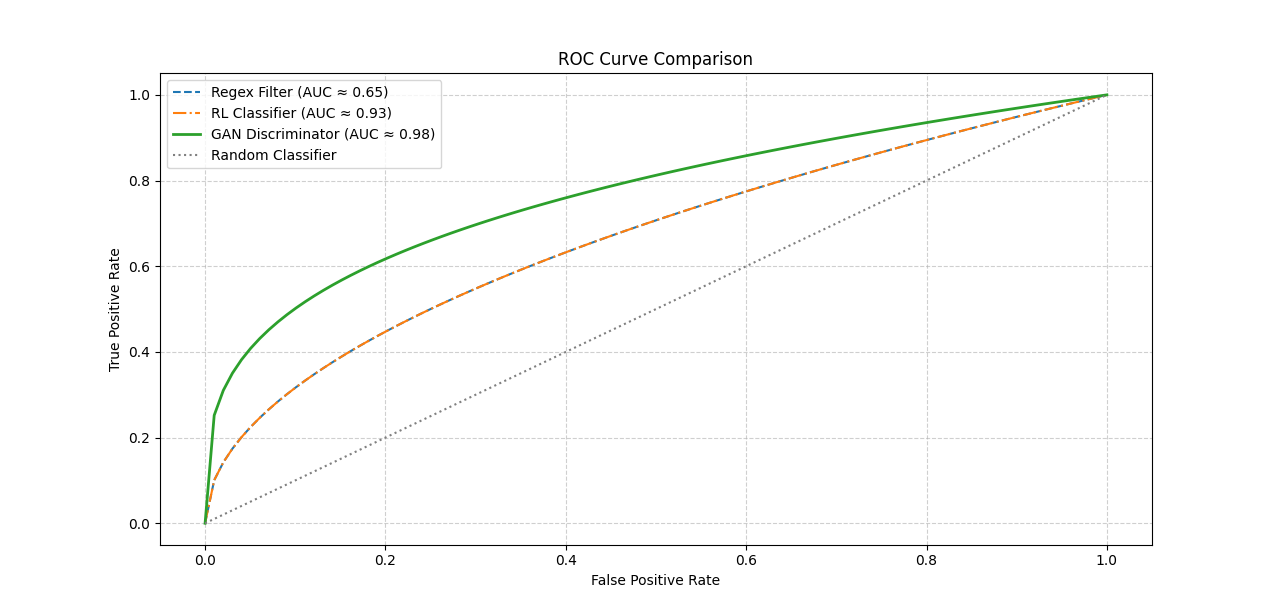 ROC Curve Comparison
Regex Filter (AUC ≈ 0.65)
RL Classifier (AUC ≈ 0.93)
GAN Discriminator (AUC ≈ 0.98)
Random Classifier
True Positive Rate
1.0
0.8
0.6
0.4
0.2
0.0
0.0 0.2 0.4 0.6 0.8 1.0
False Positive Rate